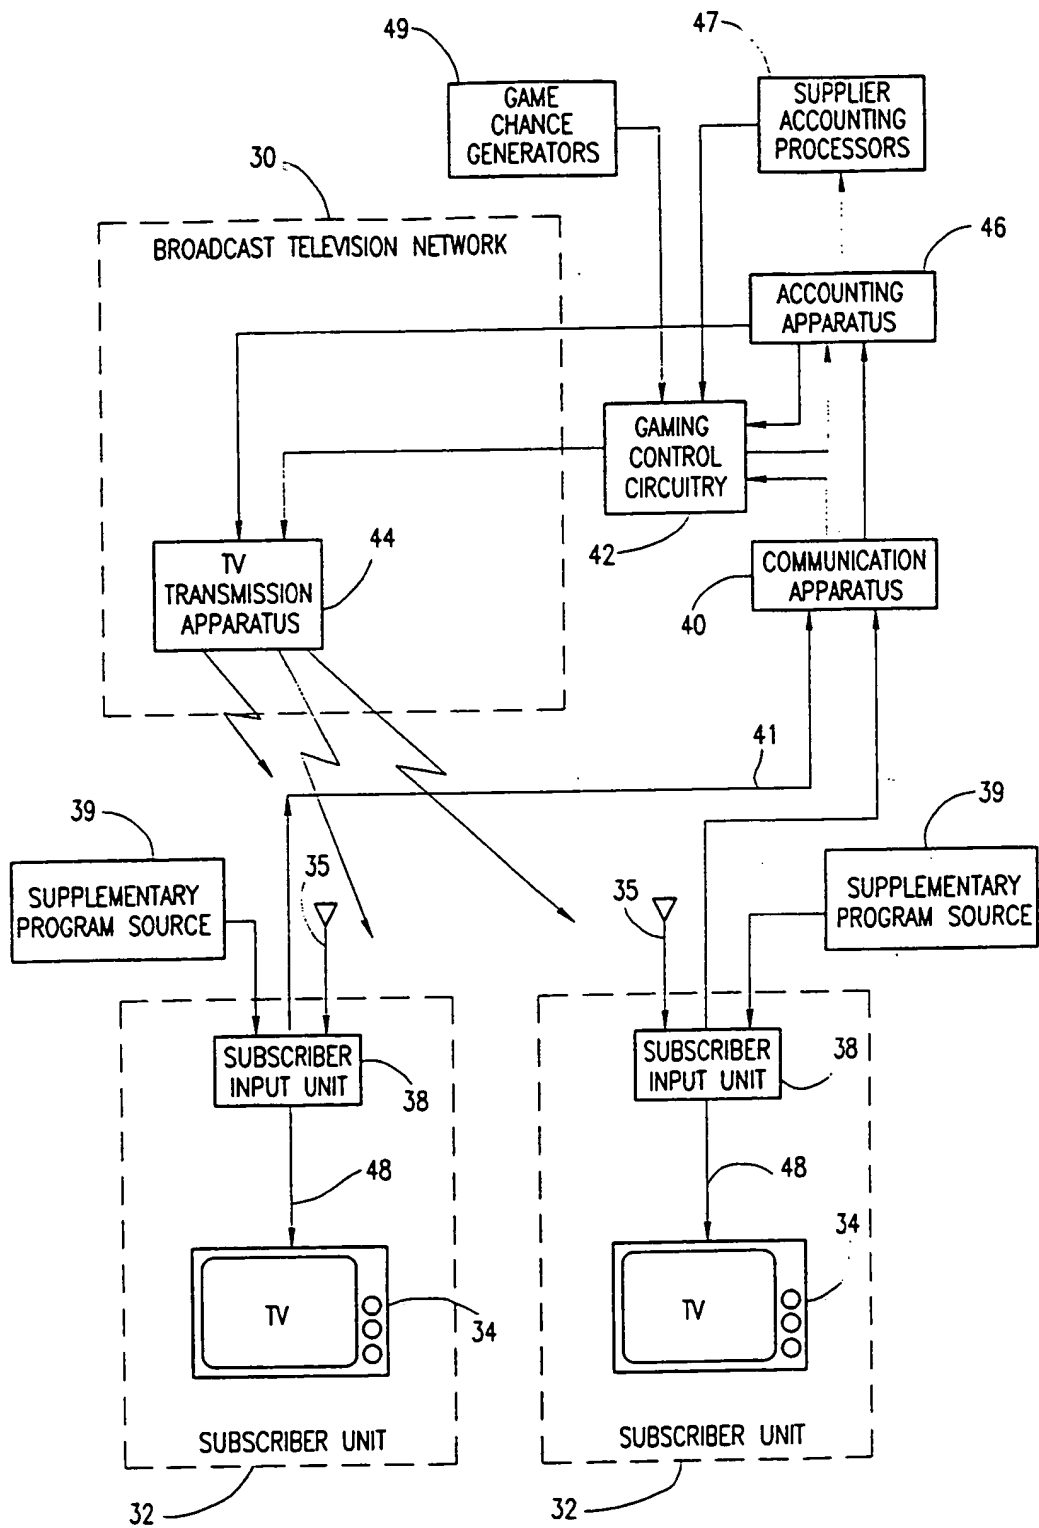 49
47
GAME
CHANCE
GENERATORS
SUPPLIER
ACCOUNTING
PROCESSORS
30
BROADCAST TELEVISION NETWORK
46
ACCOUNTING
APPARATUS
GAMING
CONTROL
CIRCUITRY
42
TV
TRANSMISSION
APPARATUS
44
COMMUNICATION
APPARATUS
40
41
39
SUPPLEMENTARY
PROGRAM SOURCE
35
35
39
SUPPLEMENTARY
PROGRAM SOURCE
SUBSCRIBER
INPUT UNIT
38
SUBSCRIBER
INPUT UNIT
38
48
48
TV
34
TV
34
SUBSCRIBER UNIT
SUBSCRIBER UNIT
32
32